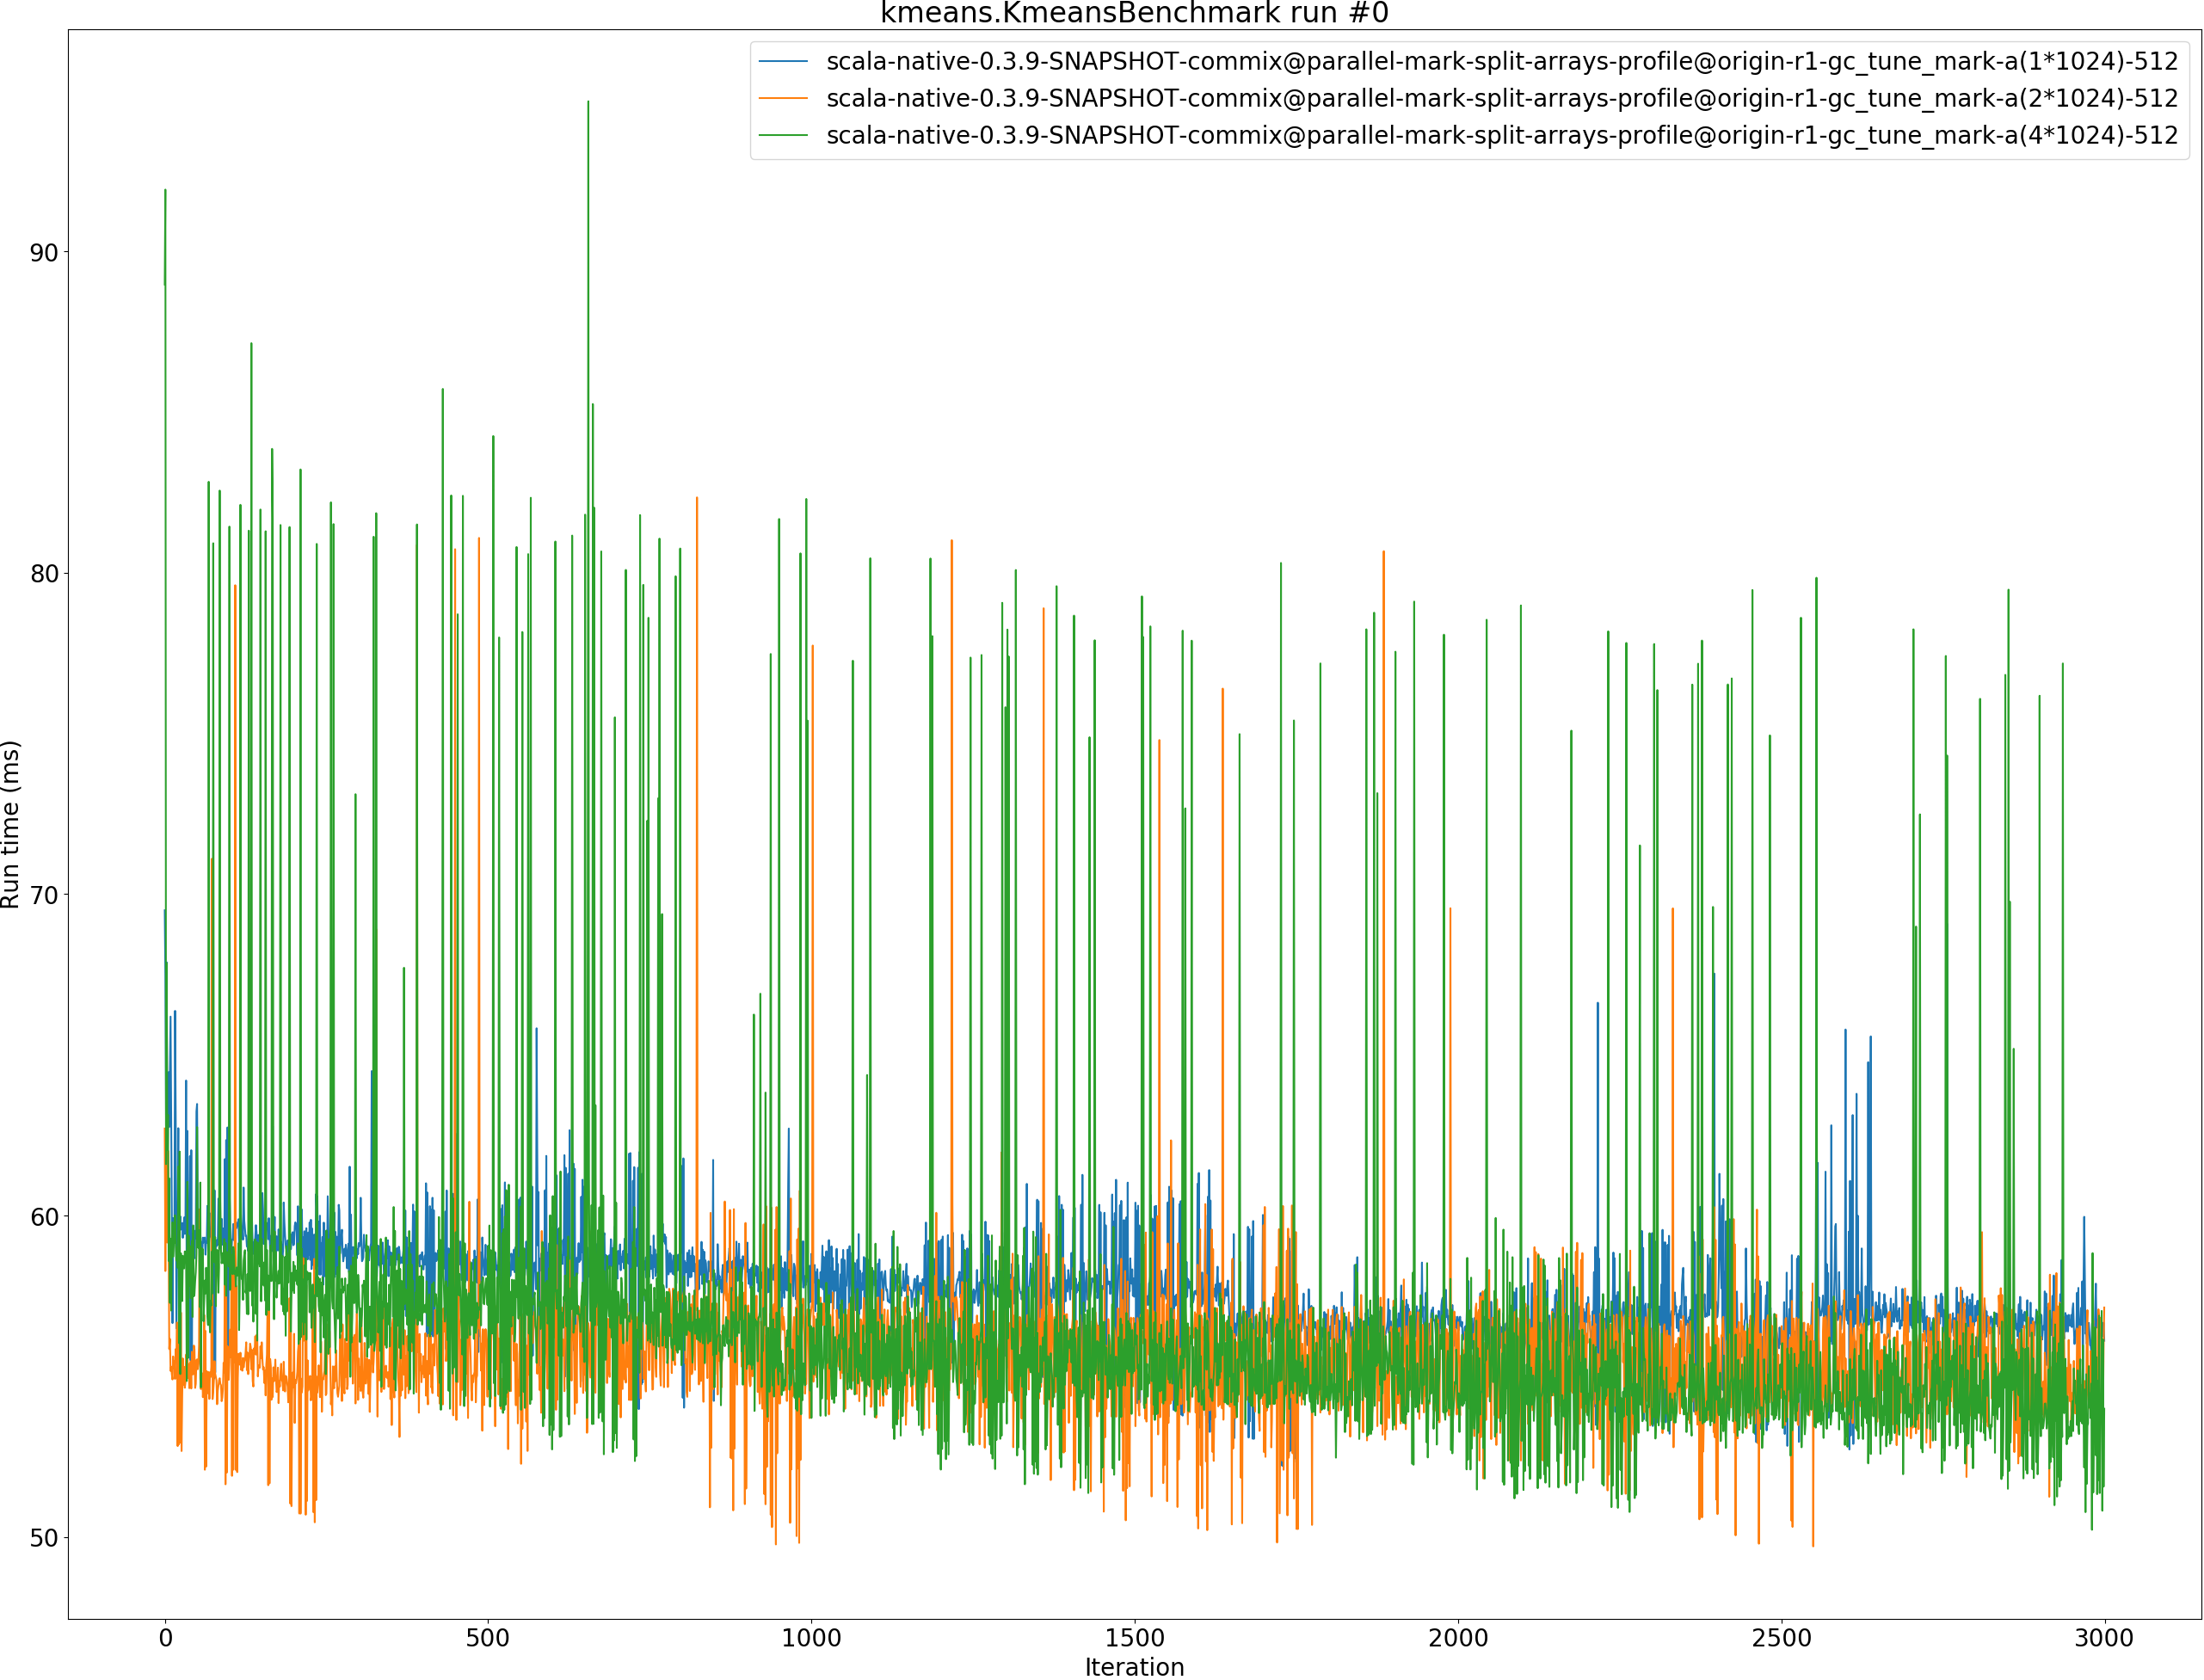 kmeans.KmeansBenchmark run #0
scala-native-0.3.9-SNAPSHOT-commix@parallel-mark-split-arrays-profile@origin-r1-gc_tune_mark-a(1*1024)-512
scala-native-0.3.9-SNAPSHOT-commix@parallel-mark-split-arrays-profile@origin-r1-gc_tune_mark-a(2*1024)-512
scala-native-0.3.9-SNAPSHOT-commix@parallel-mark-split-arrays-profile@origin-r1-gc_tune_mark-a(4*1024)-512
90
80
70
60
50
Run time (ms)
0 500 1000 1500 2000 2500 3000
Iteration